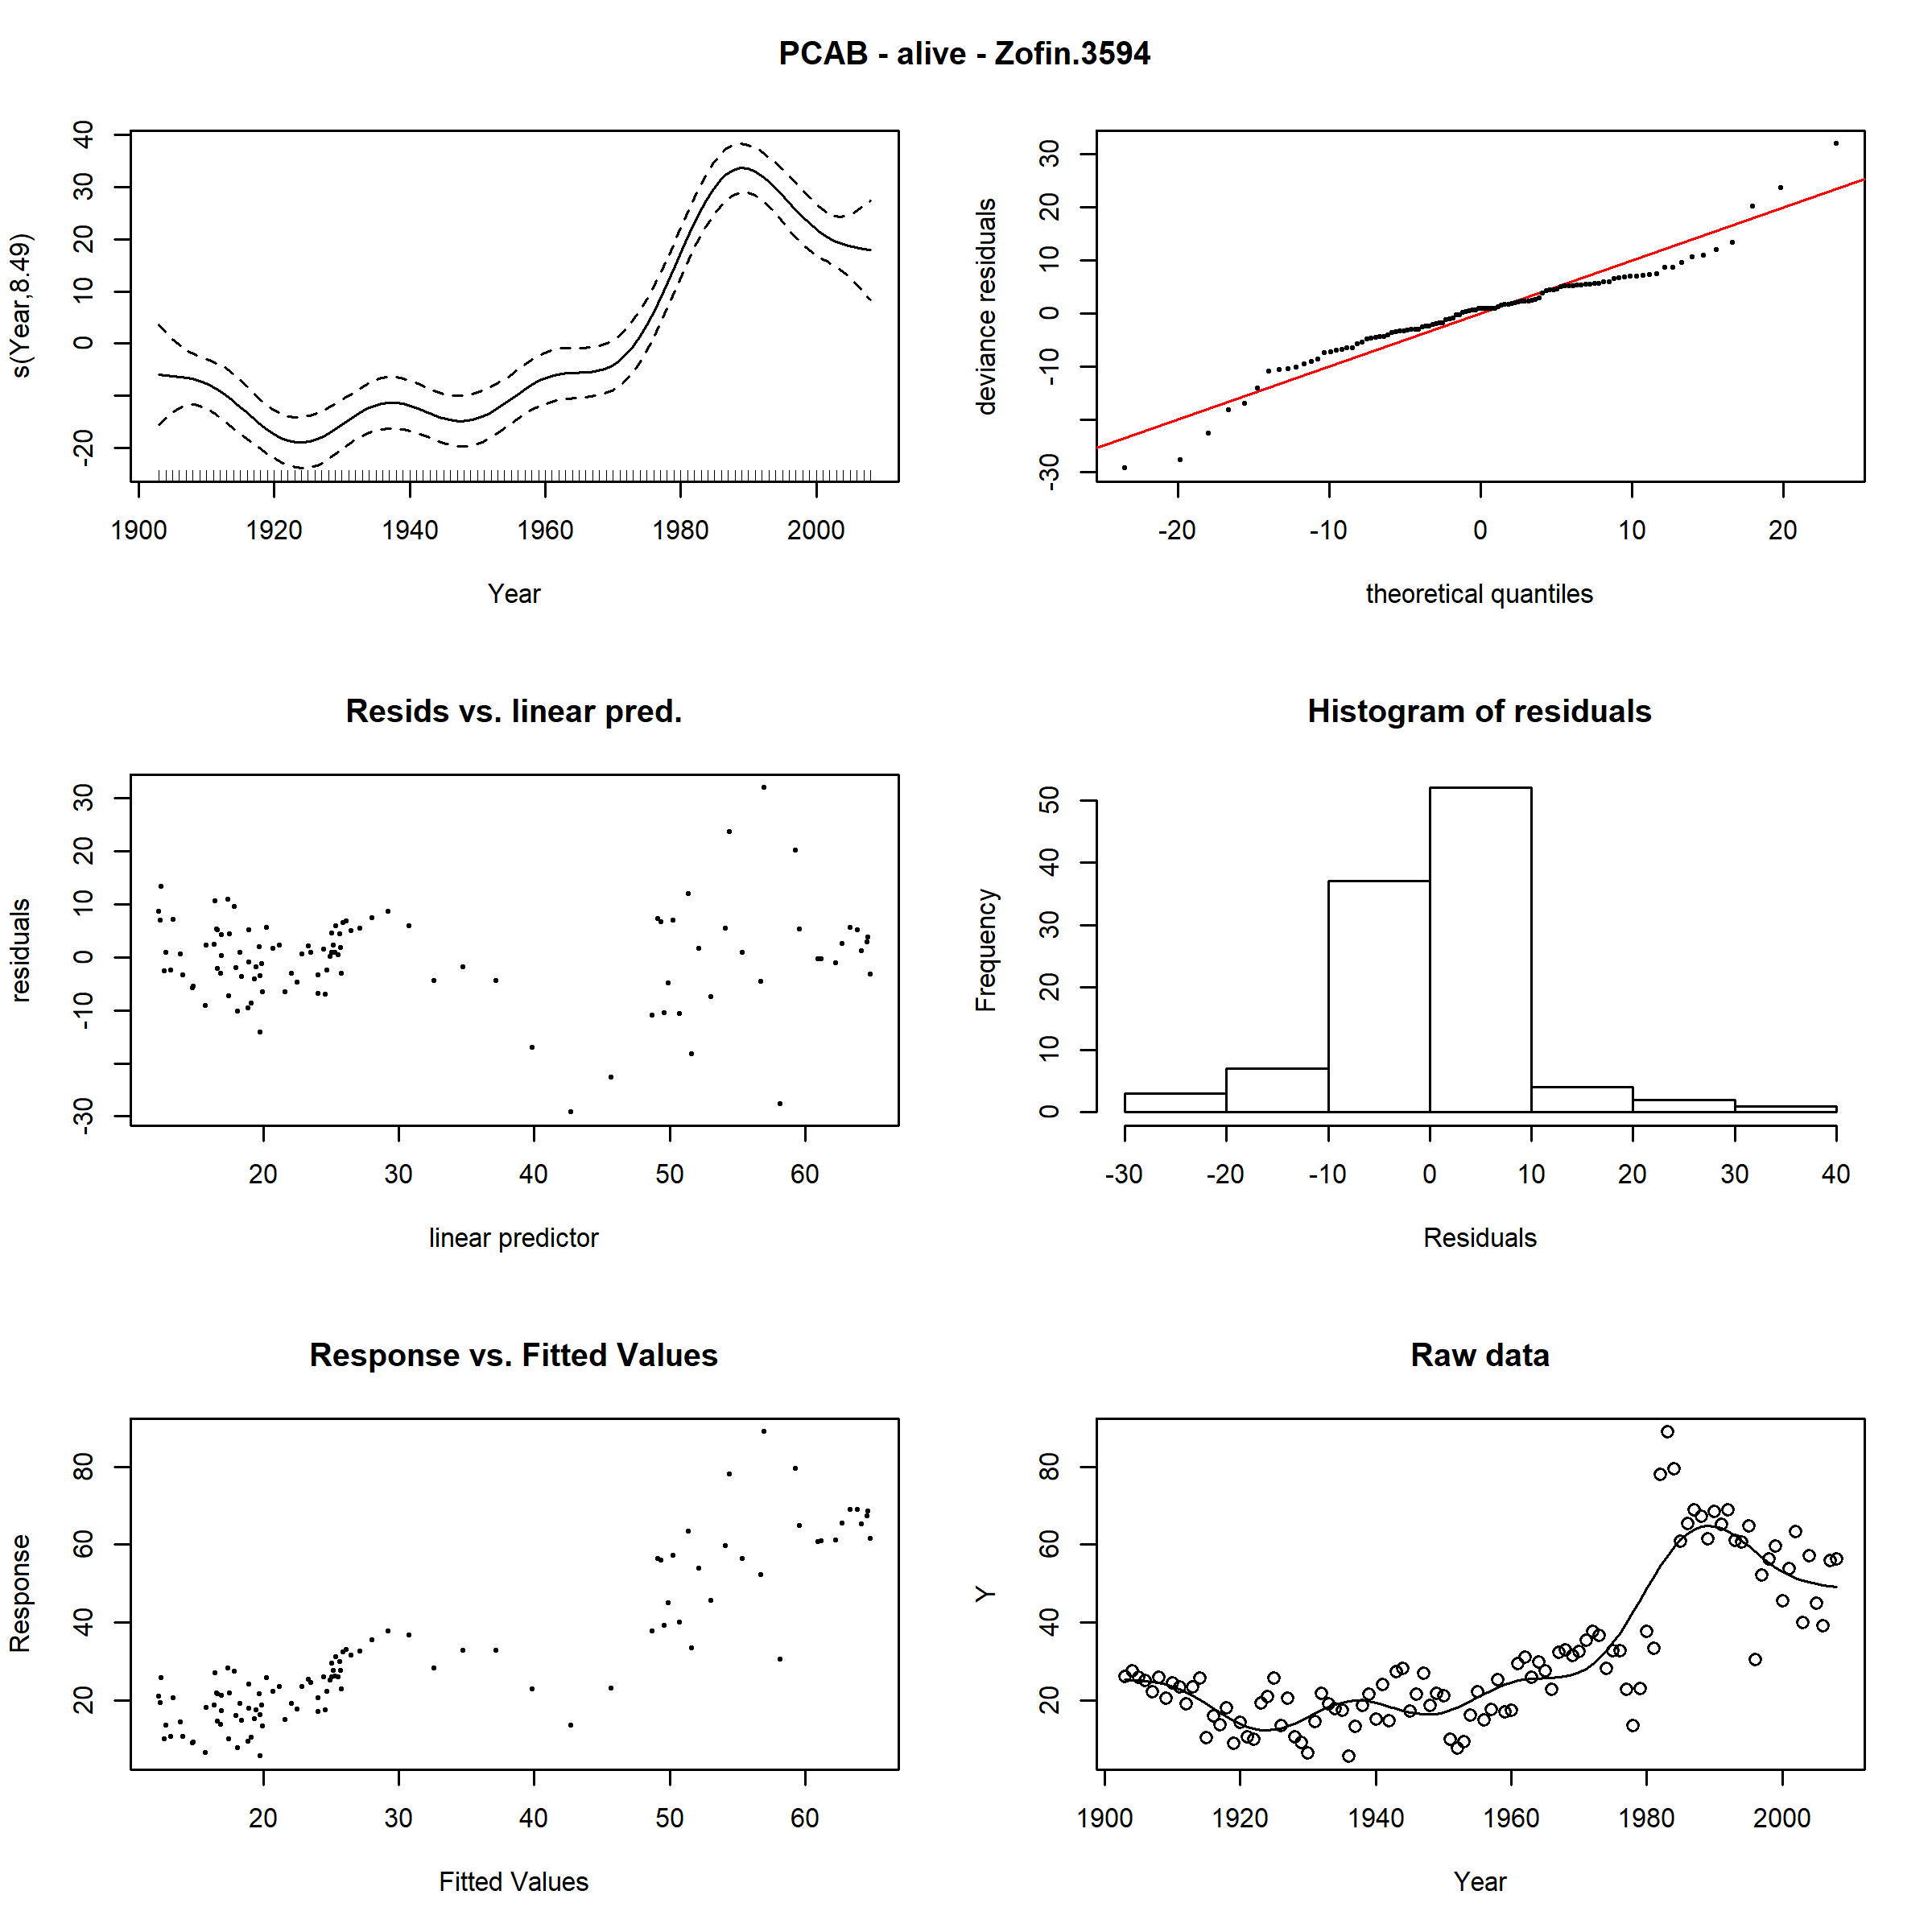 PCAB - alive - Zofin.3594
s(Year,8.49)
40
30
20
10
0
-20
1900 1920 1940 1960 1980 2000
Year
deviance residuals
30
20
10
0
-10
-30
-20 -10 0 10 20
theoretical quantiles
Resids vs. linear pred.
residuals
30
20
10
0
-10
-30
20 30 40 50 60
linear predictor
Histogram of residuals
Frequency
50
40
30
20
10
0
-30 -20 -10 0 10 20 30 40
Residuals
Response vs. Fitted Values
Response
80
60
40
20
20 30 40 50 60
Fitted Values
Raw data
Y
80
60
40
20
1900 1920 1940 1960 1980 2000
Year